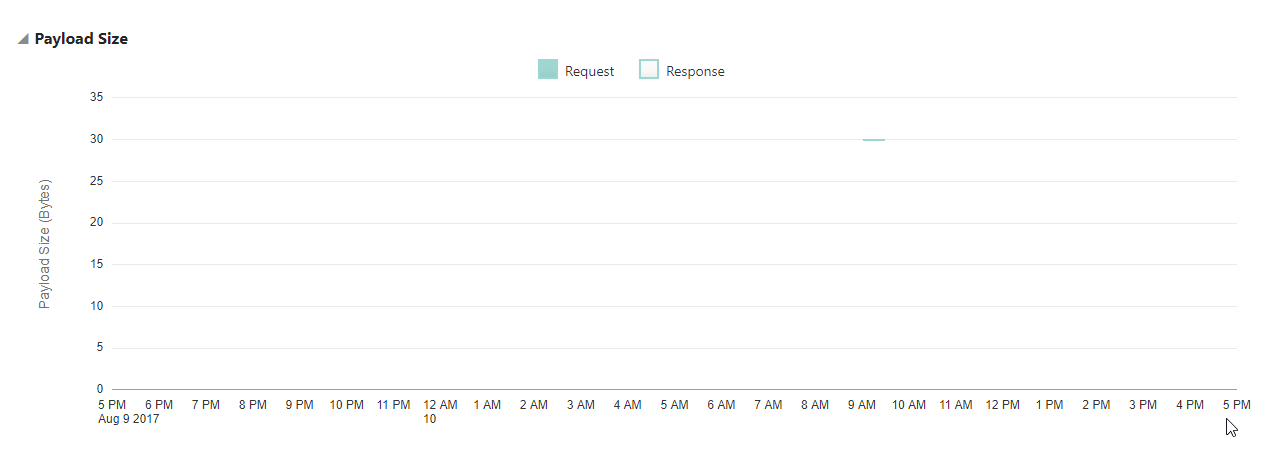 Payload Size
Request Response
35
30
25
20
15
10
5
0
Payload Size (Bytes)
5 PM 6 PM 7 PM 8 PM 9 PM 10 PM 11 PM 12 AM 1 AM 2 AM 3 AM 4 AM 5 AM 6 AM 7 AM 8 AM 9 AM 10 AM 11 AM 12 PM 1 PM 2 PM 3 PM 4 PM 5 PM
Aug 9 2017 10